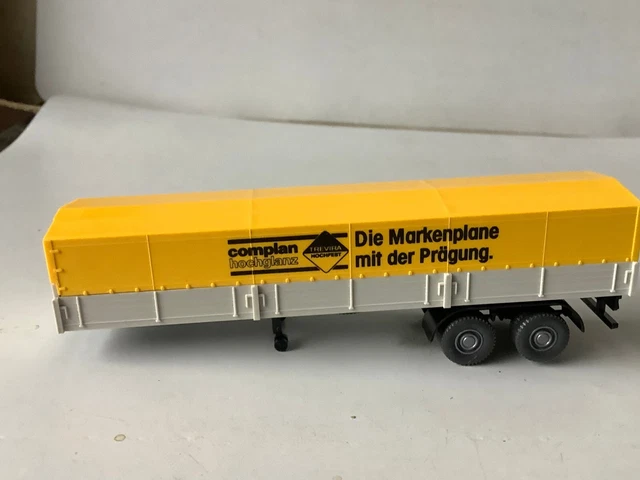 complan
hochglanz
TREVIRA
HOCHFEST
Die Markenplane
mit der Prägung.